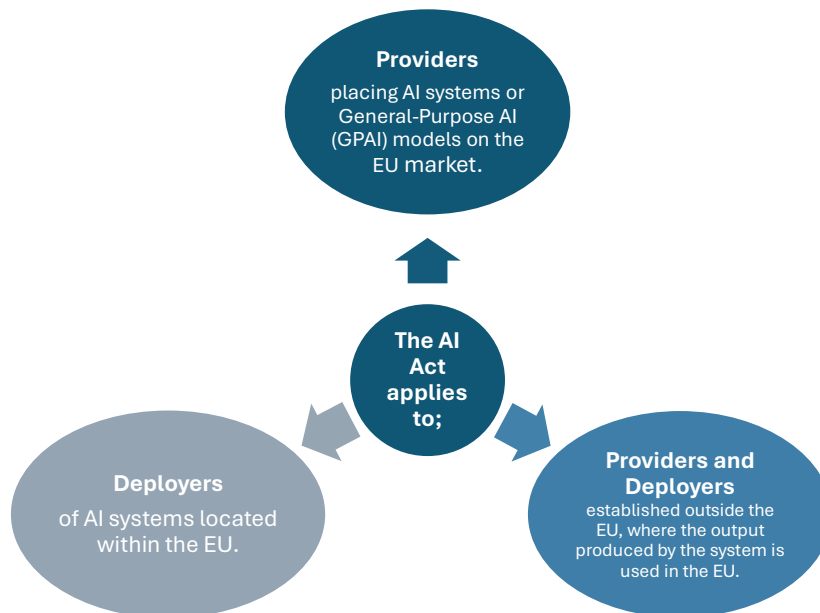 Providers
placing AI systems or
General-Purpose AI
(GPAI) models on the
EU market.
The AI
Act
applies
to;
Deployers
of AI systems located
within the EU.
Providers and
Deployers
established outside the
EU, where the output
produced by the system is
used in the EU.